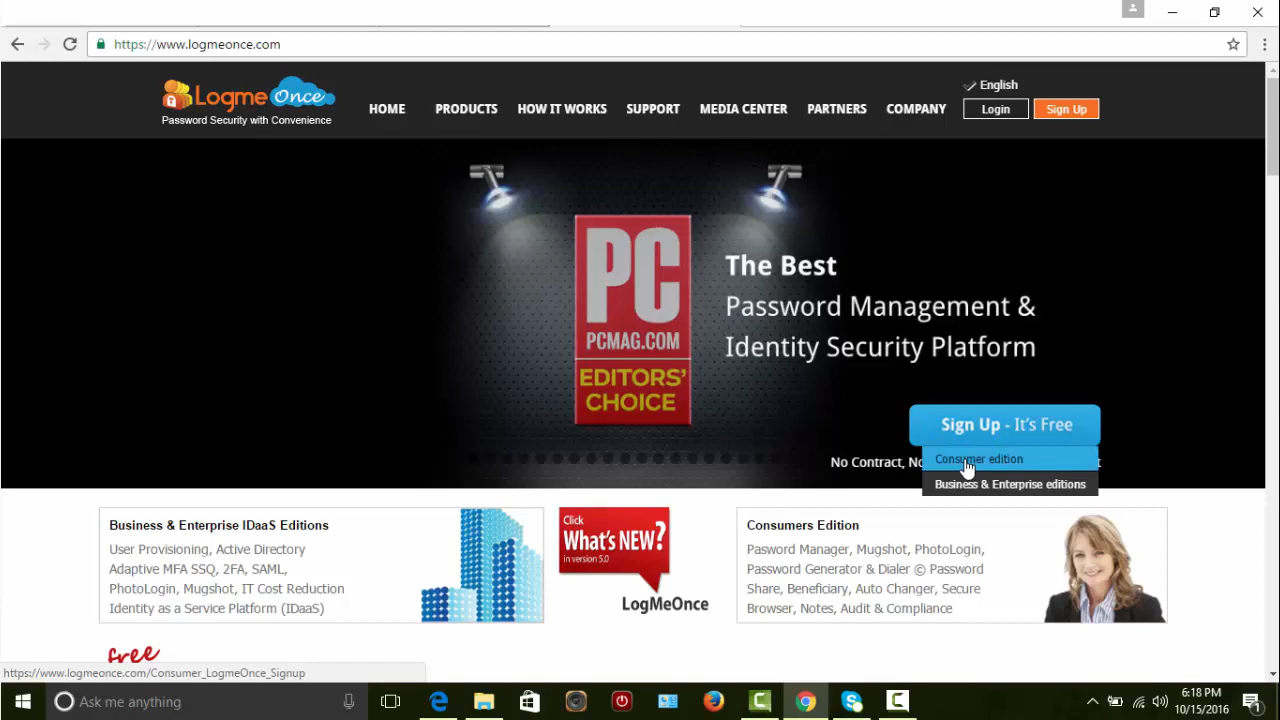 https://www.logmeonce.com
Logme Once
Password Security with Convenience
HOME
PRODUCTS
HOW IT WORKS
SUPPORT
MEDIA CENTER
PARTNERS
COMPANY
English
Login
Sign Up
PC
PCMAG.COM
EDITORS'
CHOICE
The Best
Password Management &
Identity Security Platform
Sign Up - It's Free
No Contract,
Consumer edition
Business & Enterprise editions
Business & Enterprise IDaaS Editions
User Provisioning, Active Directory
Adaptive MFA SSQ, 2FA, SAML,
PhotoLogin, Mugshot, IT Cost Reduction
Identity as a Service Platform (IDaaS)
Click
What's NEW?
in version 5.0
LogMeOnce
Consumers Edition
Pasword Manager, Mugshot, PhotoLogin,
Password Generator & Dialer © Password
Share, Beneficiary, Auto Changer, Secure
Browser, Notes, Audit & Compliance
free
https://www.logmeonce.com/Consumer_LogmeOnce_Signup
Ask me anything
6:18 PM
10/15/2016
1